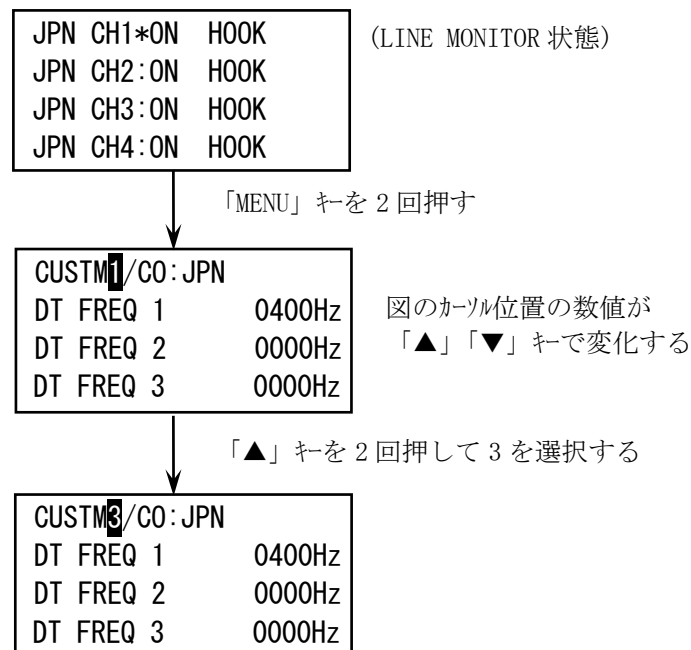 JPN CH1*ON HOOK
(LINE MONITOR 状態)
JPN CH2:ON HOOK
JPN CH3:ON HOOK
JPN CH4:ON HOOK
「MENU」 ｷｰを 2 回押す
CUSTM1/CO:JPN
DT FREQ 1 0400Hz
DT FREQ 2 0000Hz
DT FREQ 3 0000Hz
図のｶｰｿﾙ位置の数値が
「▲」「▼」 ｷｰで変化する
「▲」 ｷｰを 2 回押して 3 を選択する
CUSTM3/CO:JPN
DT FREQ 1 0400Hz
DT FREQ 2 0000Hz
DT FREQ 3 0000Hz